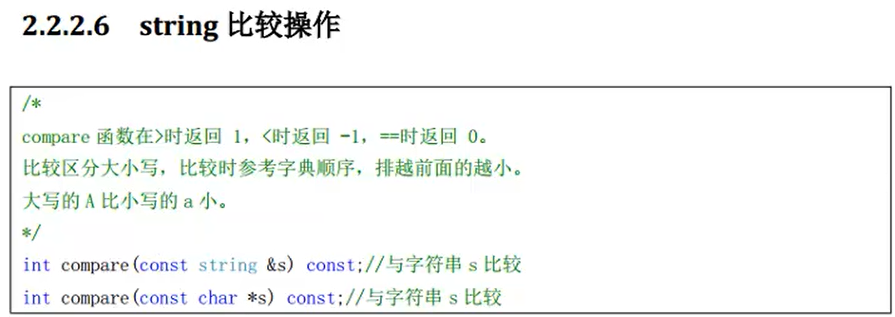 2.2.2.6 string 比较操作
/*
compare 函数在>时返回 1，<时返回 -1，==时返回 0。
比较区分大小写，比较时参考字典顺序，排越前面的越小。
大写的 A 比小写的 a 小。
*/
int compare(const string &s) const;//与字符串 s 比较
int compare(const char *s) const;//与字符串 s 比较